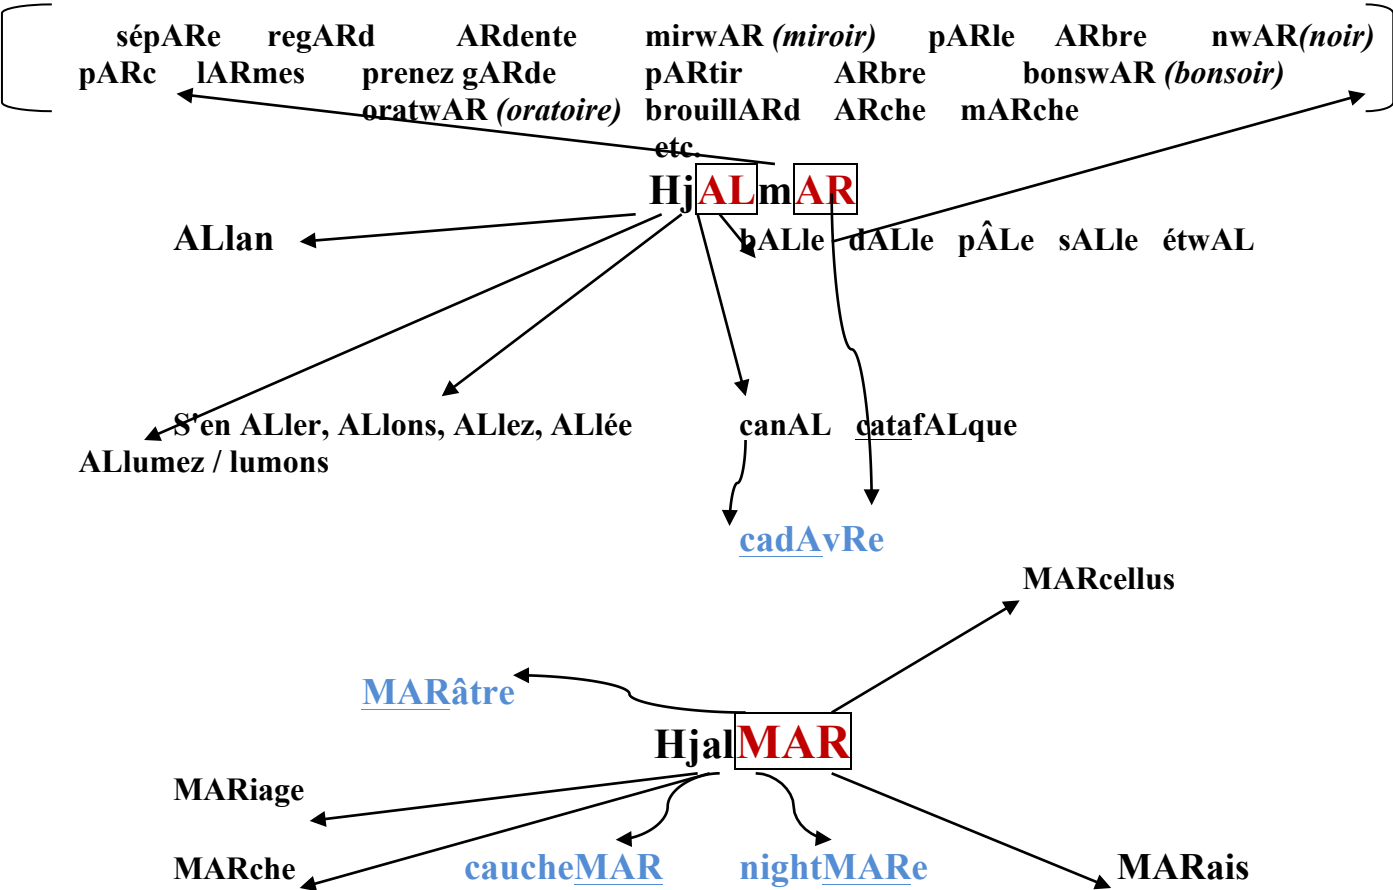 sépARe regARd ARdente mirwAR (miroir) pARle ARbre nwAR(noir)
pARc lARmes prenez gARde pARtir ARbre bonswAR (bonsoir)
oratwAR (oratoire) brouillARd ARche mARche
etc.
HjALmAR
ALlan bALle dALle pÂLe sALle étwAL
S'en ALler, ALlons, ALlez, ALlée canAL catafALque
ALlumez / lumons
cadAvRe
MARcellus
MARâtre
HjalMAR
MARiage
MARche caucheMAR nightMARe MARais